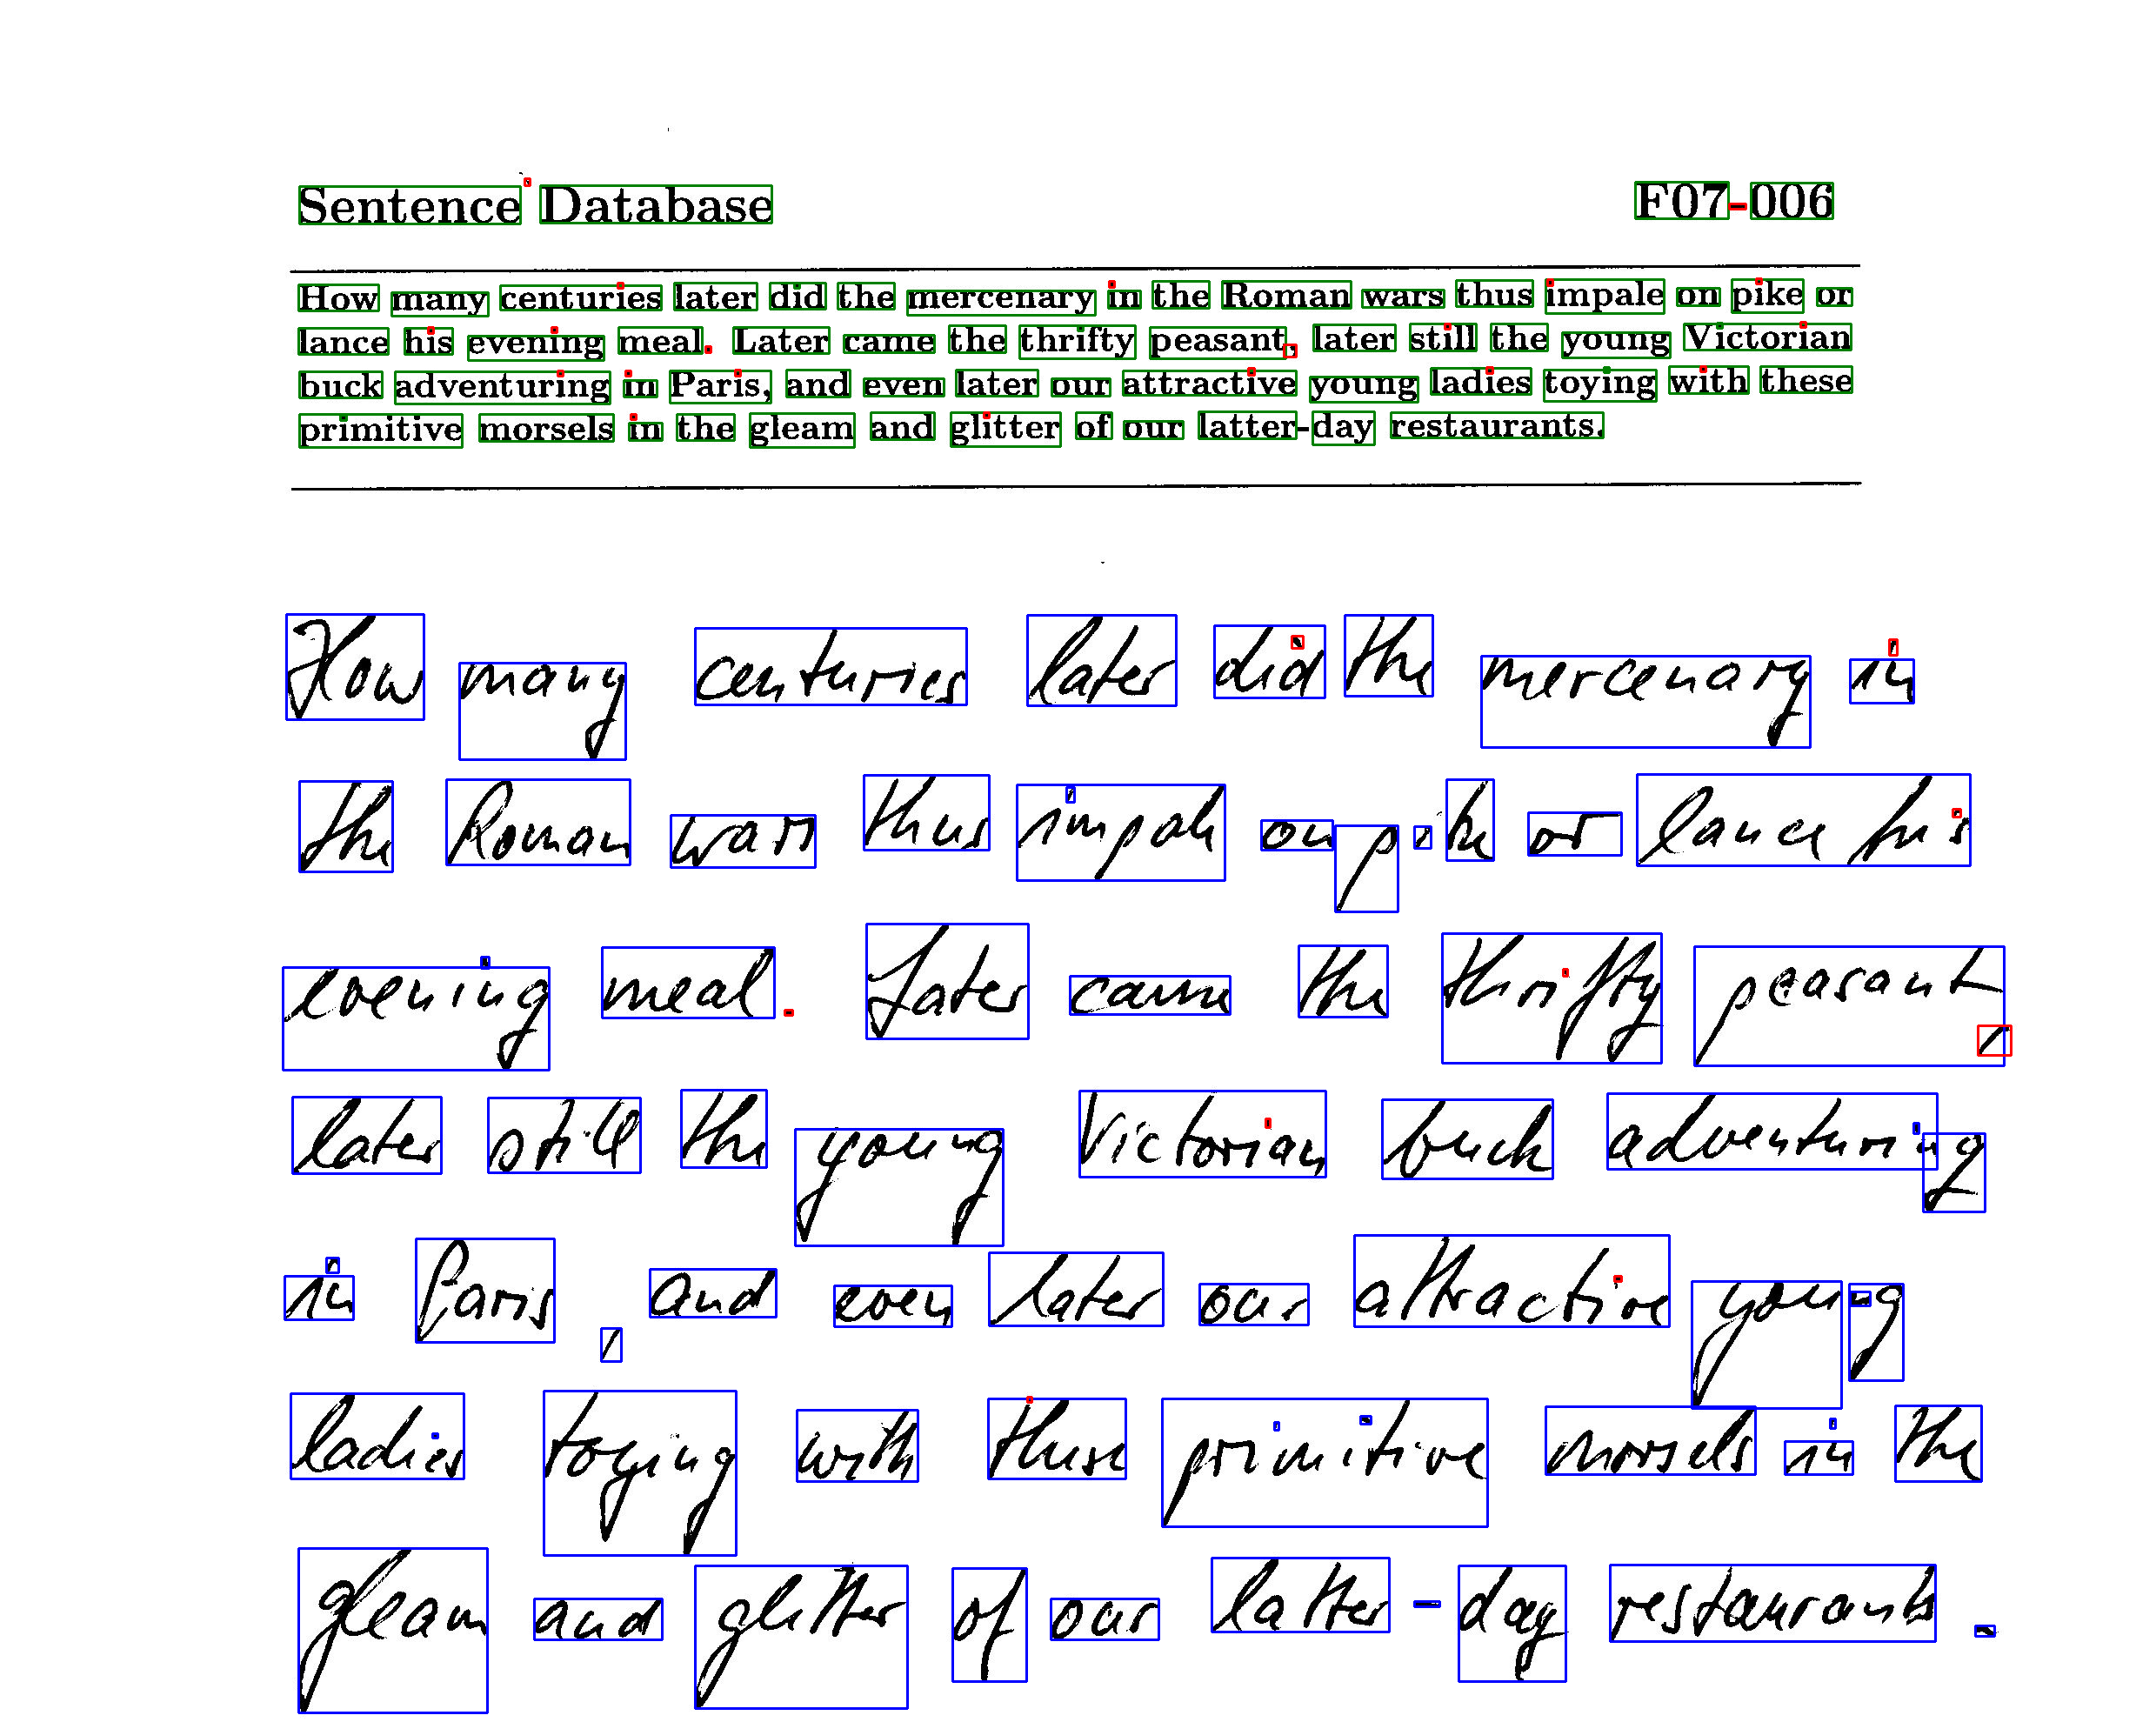 Sentence Database F07-006
How many centuries later did the mercenary in the Roman wars thus impale on pike or
lance his evening meal. Later came the thrifty peasant, later still the young Victorian
buck adventuring in Paris, and even later our attractive young ladies toying with these
primitive morsels in the gleam and glitter of our latter-day restaurants.
How many centuries later did the mercenary in
the Roman wars thus impale on pike or lance his
evening meal. Later came the thrifty peasant,
later still the young Victorian buck adventuring
in Paris, and even later our attractive young
ladies toying with these primitive morsels in the
gleam and glitter of our latter-day restaurants.